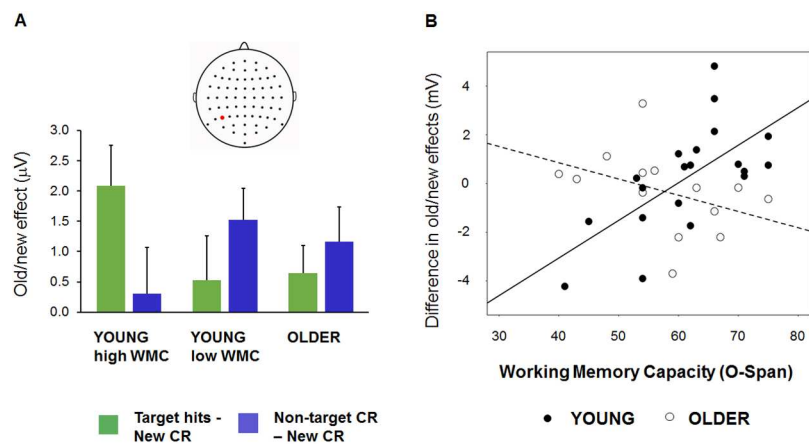 A
B
Old/new effect (μV)
3.0
2.5
2.0
1.5
1.0
0.5
0.0
YOUNG
high WMC
YOUNG
low WMC
OLDER
Target hits -
New CR
Non-target CR
– New CR
Difference in old/new effects (mV)
4
2
0
-2
-4
30
40
50
60
70
80
Working Memory Capacity (O-Span)
YOUNG
OLDER